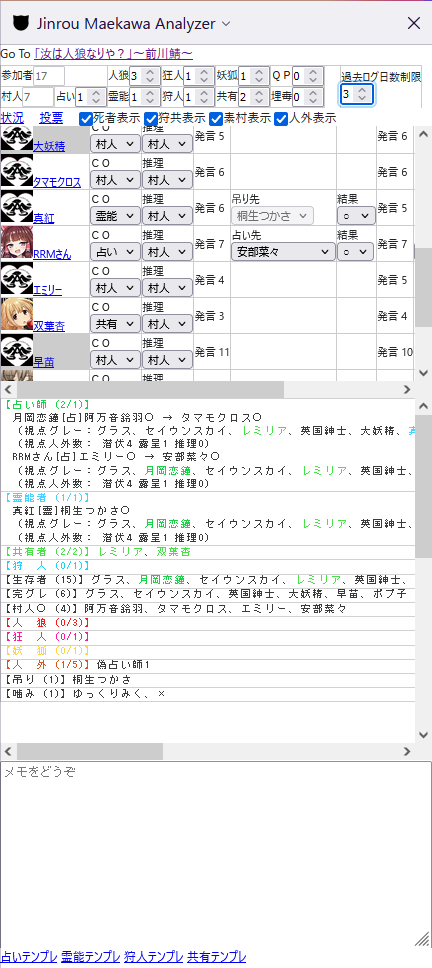 Jinrou Maekawa Analyzer
Go To 「汝は人狼なりや？」～前川鯖～
参加者 17 人狼 3 狂人 1 妖狐 1 ＱＰ 0 過去ログ日数制限
村人 7 占い 1 霊能 1 狩人 1 共有 2 埋毒 0 3
状況 投票 死者表示 狩共表示 素村表示 人外表示
大妖精 ＣＯ 村人 推理 村人 発言 5 発言 6
タマモクロス ＣＯ 村人 推理 村人 発言 6 発言 6
真紅 ＣＯ 霊能 推理 村人 発言 6 吊り先 桐生つかさ 結果 ○ 発言 5
RRMさん ＣＯ 占い 推理 村人 発言 7 占い先 安部菜々 結果 ○ 発言 7
エミリー ＣＯ 村人 推理 村人 発言 4 発言 5
双葉杏 ＣＯ 共有 推理 村人 発言 3 発言 4
早苗 ＣＯ 村人 推理 村人 発言 11 発言 10
ＣＯ 推理
【占い師 (2/1)】
月岡恋鐘[占]阿万音鈴羽○ → タマモクロス○
(視点グレー：グラス、セイウンスカイ、レミリア、英国紳士、大妖精、
(視点人外数： 潜伏4 露呈1 推理0)
RRMさん[占]エミリー○ → 安部菜々○
(視点グレー：グラス、月岡恋鐘、セイウンスカイ、レミリア、英国紳士、
(視点人外数： 潜伏4 露呈1 推理0)
【霊能者 (1/1)】
真紅[霊]桐生つかさ○
(視点グレー：グラス、月岡恋鐘、セイウンスカイ、レミリア、英国紳士、
(視点人外数： 潜伏4 露呈1 推理0)
【共有者 (2/2)】レミリア、双葉杏
【狩　人 (0/1)】
【生存者 (15)】グラス、月岡恋鐘、セイウンスカイ、レミリア、英国紳士、
【完グレ (6)】グラス、セイウンスカイ、英国紳士、大妖精、早苗、ポプ子
【村人○ (4)】阿万音鈴羽、タマモクロス、エミリー、安部菜々
【人　狼 (0/3)】
【狂　人 (0/1)】
【妖　狐 (0/1)】
【人　外 (1/5)】偽占い師1
【吊り (1)】桐生つかさ
【噛み (1)】ゆっくりみく、×
メモをどうぞ
占いテンプレ 霊能テンプレ 狩人テンプレ 共有テンプレ